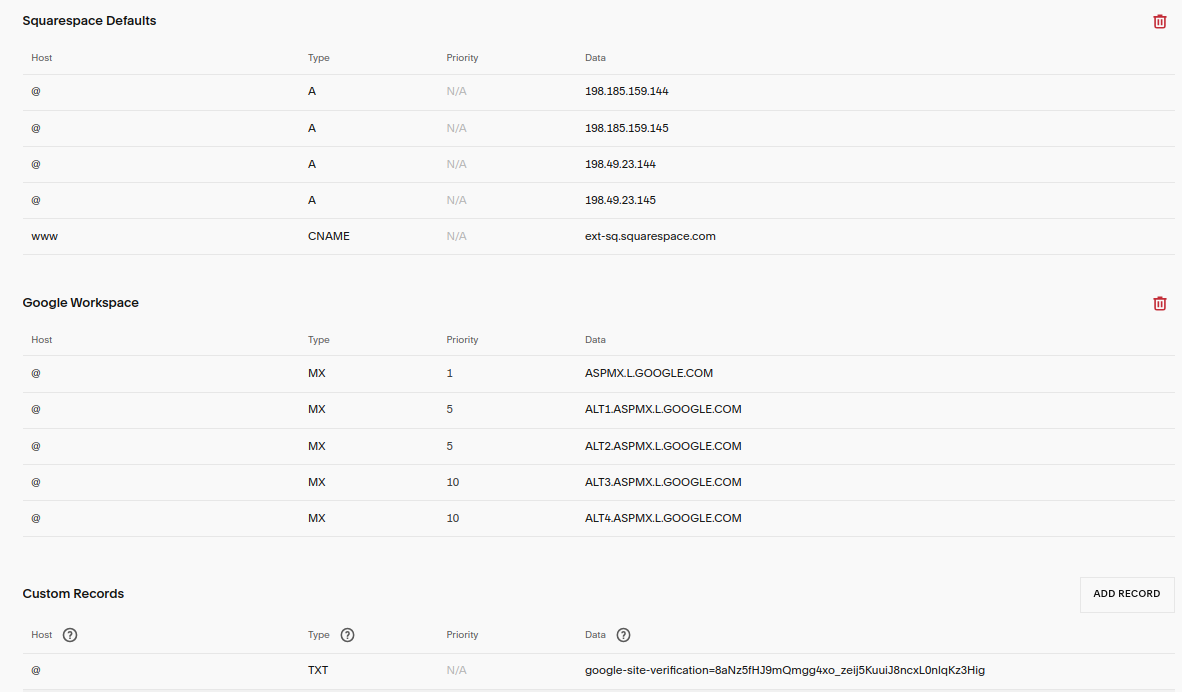 Squarespace Defaults
Host Type Priority Data
@ A N/A 198.185.159.144
@ A N/A 198.185.159.145
@ A N/A 198.49.23.144
@ A N/A 198.49.23.145
www CNAME N/A ext-sq.squarespace.com
Google Workspace
Host Type Priority Data
@ MX 1 ASPMX.L.GOOGLE.COM
@ MX 5 ALT1.ASPMX.L.GOOGLE.COM
@ MX 5 ALT2.ASPMX.L.GOOGLE.COM
@ MX 10 ALT3.ASPMX.L.GOOGLE.COM
@ MX 10 ALT4.ASPMX.L.GOOGLE.COM
Custom Records ADD RECORD
Host ? Type ? Priority Data ?
@ TXT N/A google-site-verification=8aNz5fHJ9mQmgg4xo_zeij5KuuiJ8ncxL0nlqKz3Hig